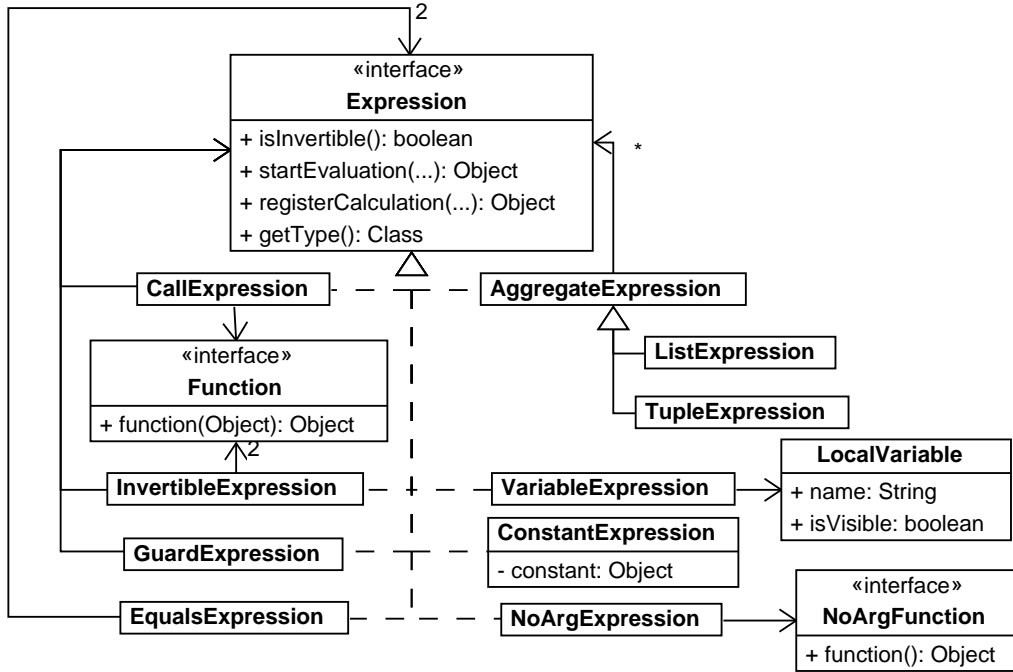 2
«interface»
Expression
+ isInvertible(): boolean
+ startEvaluation(...): Object
+ registerCalculation(...): Object
+ getType(): Class
*
CallExpression
AggregateExpression
«interface»
Function
+ function(Object): Object
2
ListExpression
TupleExpression
InvertibleExpression
VariableExpression
LocalVariable
+ name: String
+ isVisible: boolean
GuardExpression
ConstantExpression
- constant: Object
EqualsExpression
NoArgExpression
«interface»
NoArgFunction
+ function(): Object